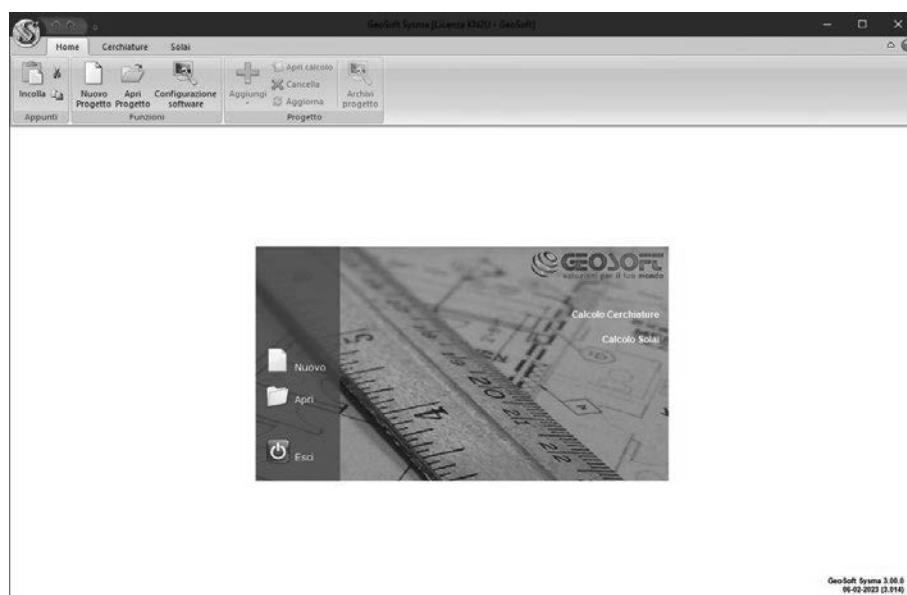 GeoSoft Sysma [Licenza KN2U - GeoSoft]
Home Cerchiature Solai
Incolla
Nuovo Progetto
Apri Progetto
Configurazione software
Aggiungi
Apri calcolo
Cancella
Aggiorna
Archivi progetto
Appunti Funzioni Progetto
GEOSOFT
soluzioni per il tuo mondo
Calcolo Cerchiature
Calcolo Solai
Nuovo
Apri
Esci
GeoSoft Sysma 3.00.0
06-02-2023 (3.014)